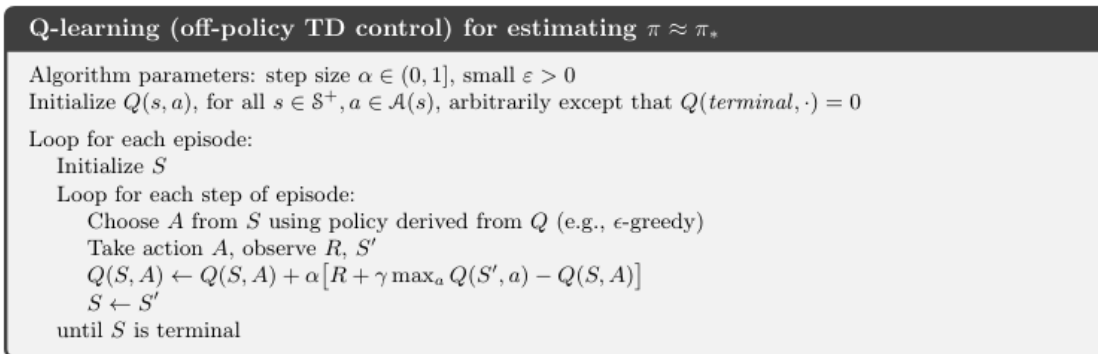 Q-learning (off-policy TD control) for estimating π ≈ π*
Algorithm parameters: step size α ∈ (0, 1], small ε > 0
Initialize Q(s, a), for all s ∈ 𝒮⁺, a ∈ 𝒜(s), arbitrarily except that Q(terminal, ·) = 0
Loop for each episode:
Initialize S
Loop for each step of episode:
Choose A from S using policy derived from Q (e.g., ϵ-greedy)
Take action A, observe R, S′
Q(S, A) ← Q(S, A) + α[R + γ maxₐ Q(S′, a) − Q(S, A)]
S ← S′
until S is terminal